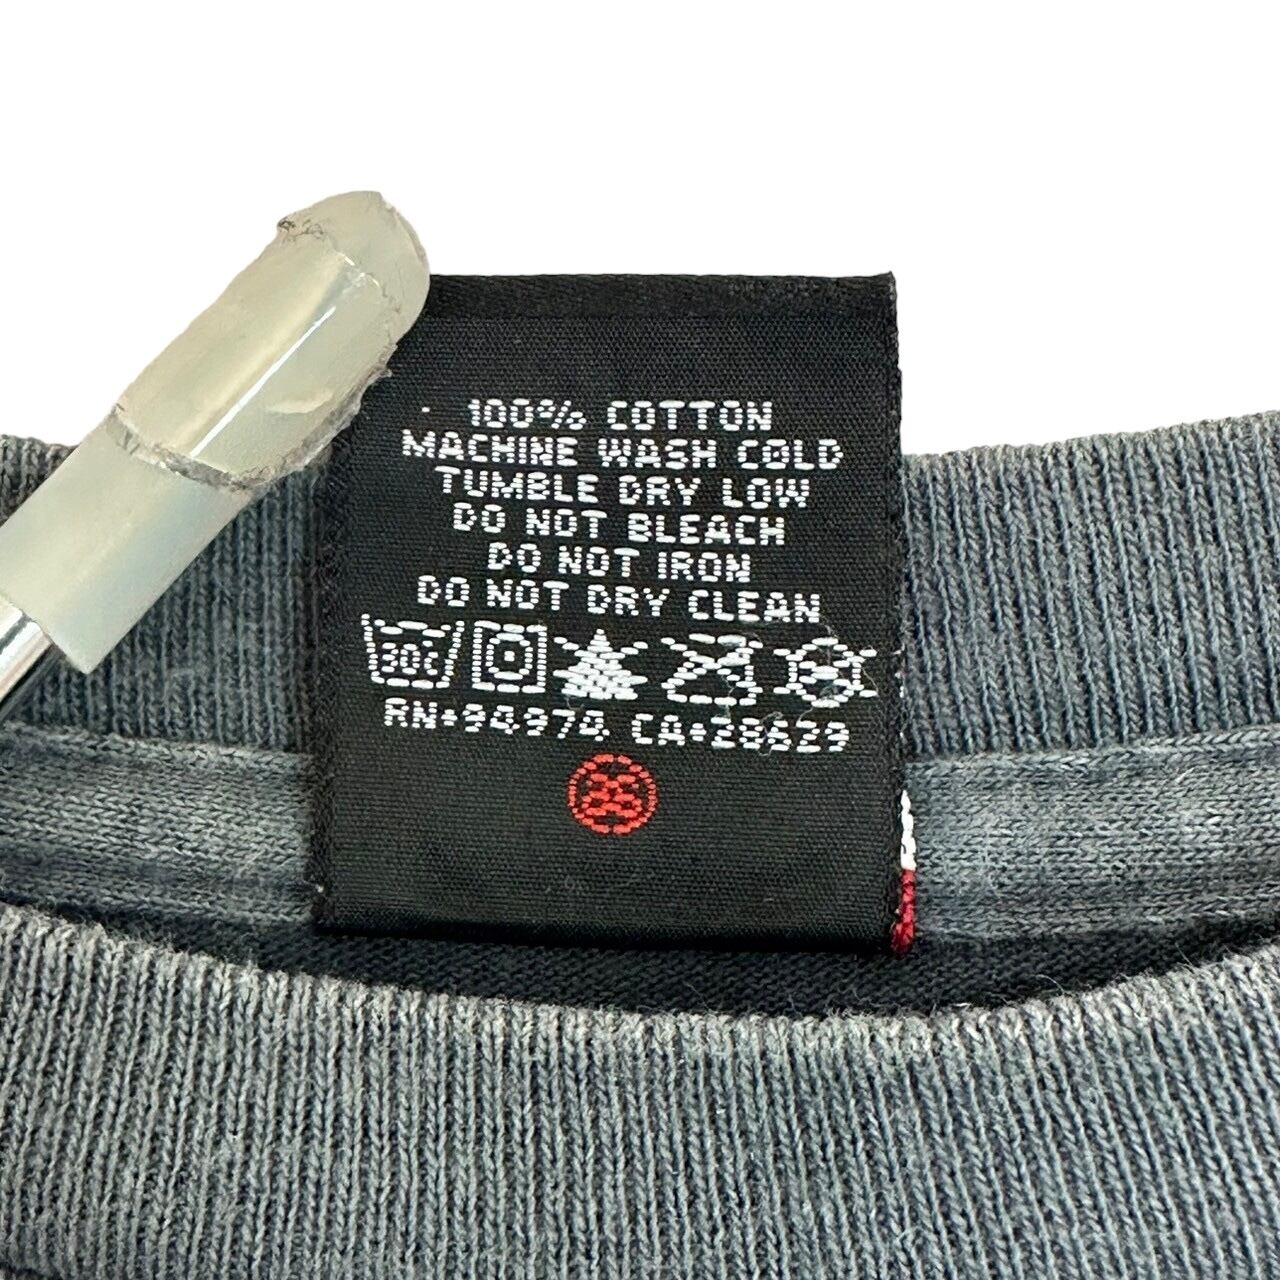 100% COTTON
MACHINE WASH COLD
TUMBLE DRY LOW
DO NOT BLEACH
DO NOT IRON
DO NOT DRY CLEAN
30c
RN•94974 CA•28629